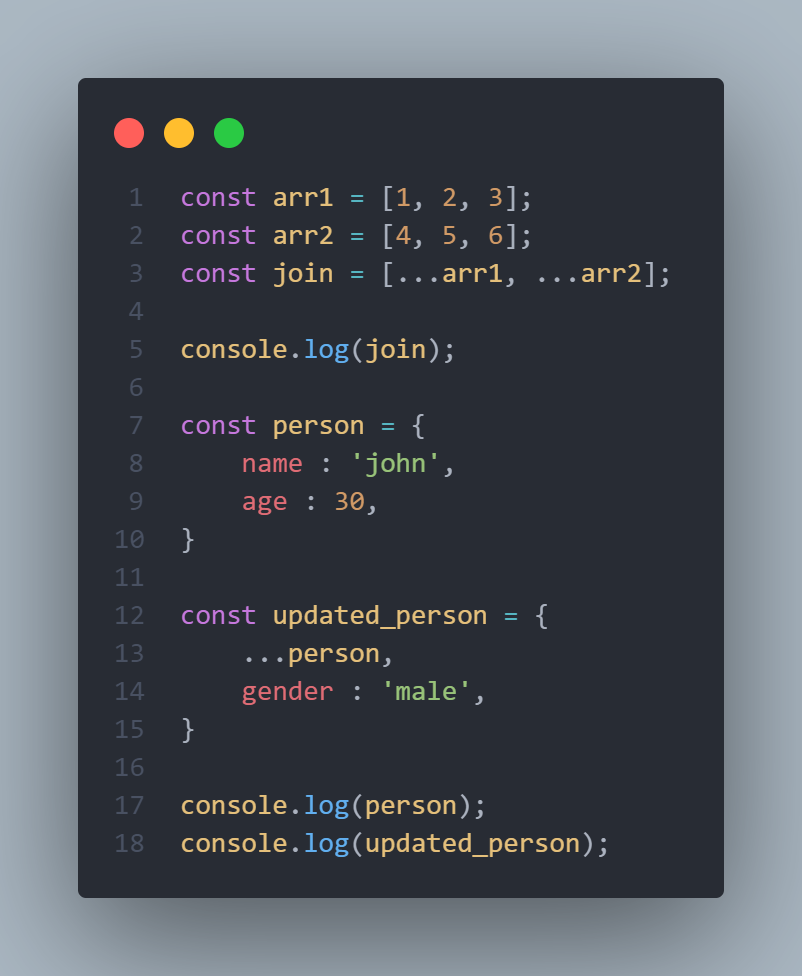 1 const arr1 = [1, 2, 3];
2 const arr2 = [4, 5, 6];
3 const join = [...arr1, ...arr2];
4
5 console.log(join);
6
7 const person = {
8     name : 'john',
9     age : 30,
10 }
11
12 const updated_person = {
13     ...person,
14     gender : 'male',
15 }
16
17 console.log(person);
18 console.log(updated_person);